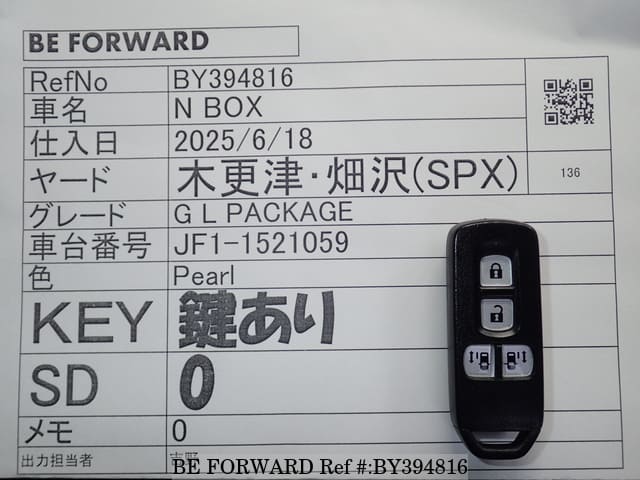 BE FORWARD
RefNo BY394816
車名 N BOX
仕入日 2025/6/18
ヤード 木更津・畑沢(SPX) 136
グレード G L PACKAGE
車台番号 JF1-1521059
色 Pearl
KEY 鍵あり
SD 0
メモ 0
出力担当者
BE FORWARD Ref #:BY394816